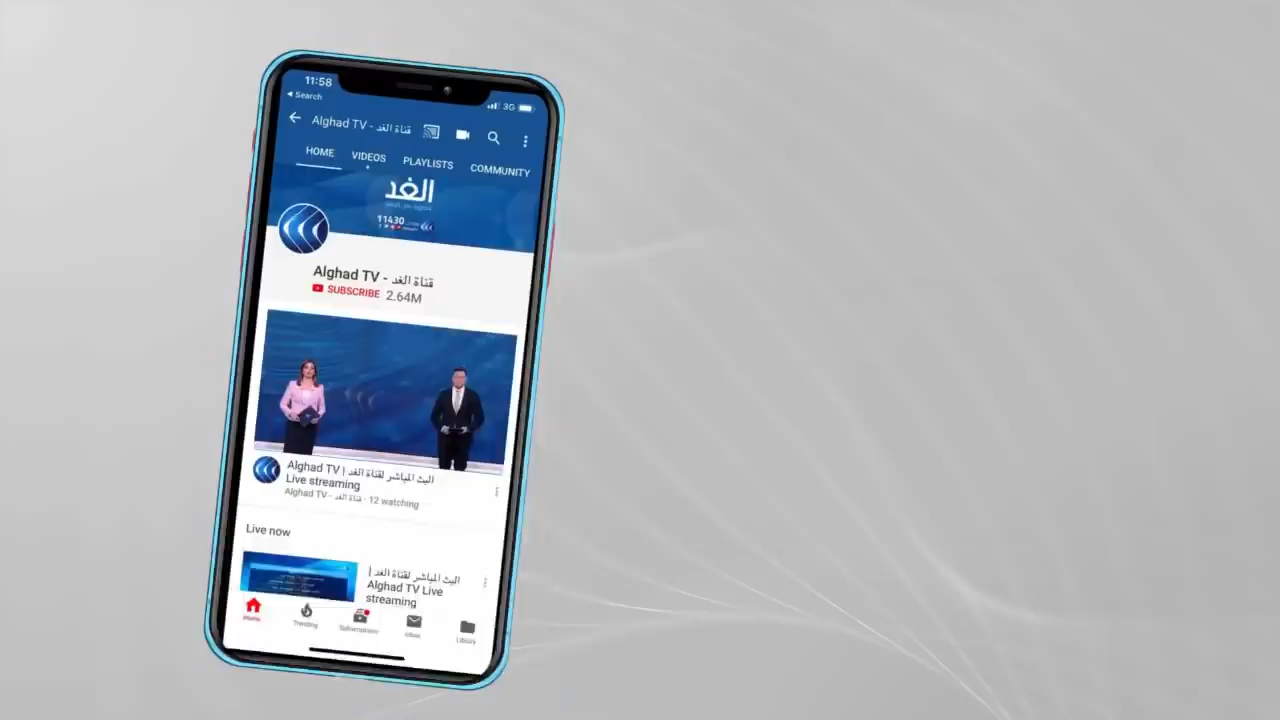 11:58
Search
3G
Alghad TV - قناة الغد
HOME
VIDEOS
PLAYLISTS
COMMUNITY
الغد
11430
Alghad TV - قناة الغد
SUBSCRIBE 2.64M
Alghad TV | البث المباشر لقناة الغد
Live streaming
Alghad TV - قناة الغد · 12 watching
Live now
البث المباشر لقناة الغد |
Alghad TV Live
streaming
Home
Trending
Subscriptions
Inbox
Library